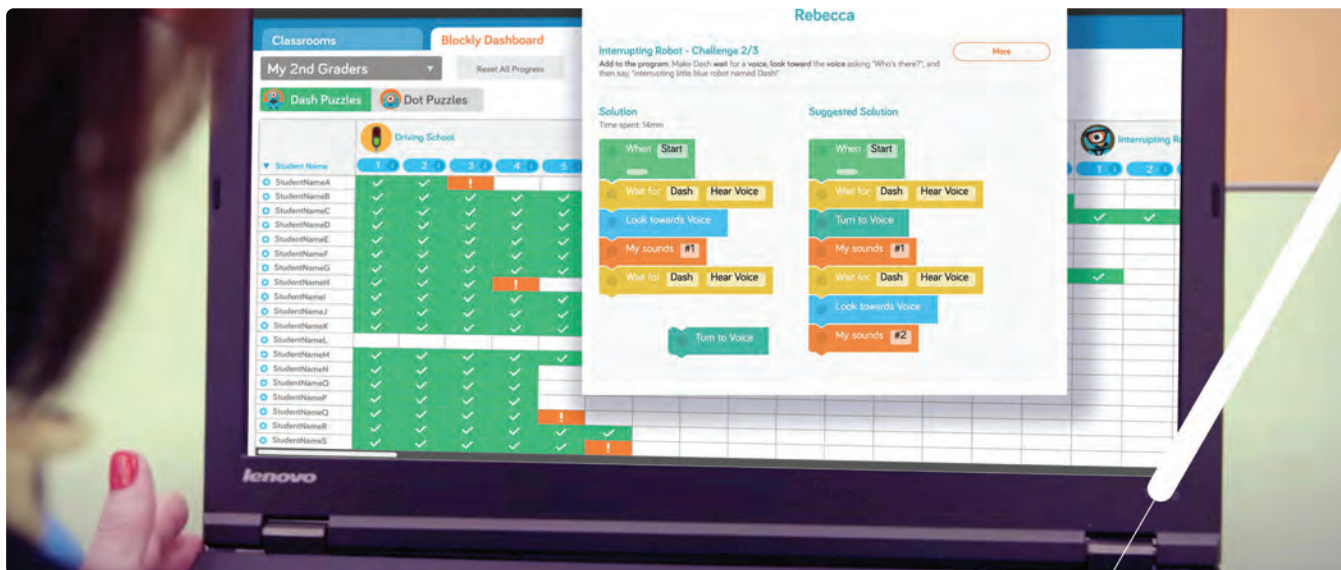 Classrooms
Blockly Dashboard
My 2nd Graders
Reset All Progress
Dash Puzzles
Dot Puzzles
Driving School
Interrupting
Student Name
1 2 3 4 5
1 2
StudentNameA
StudentNameB
StudentNameC
StudentNameD
StudentNameE
StudentNameF
StudentNameG
StudentNameH
StudentNameI
StudentNameJ
StudentNameK
StudentNameL
StudentNameM
StudentNameN
StudentNameO
StudentNameP
StudentNameQ
StudentNameR
StudentNameS
Rebecca
Interrupting Robot - Challenge 2/3
More
Add to the program. Make Dash wait for a voice, look toward the voice asking "Who's there?", and
then say, "interrupting little blue robot named Dash!"
Solution
Time spent: 14mn
When Start
Wait for Dash Hear Voice
Look towards Voice
My sounds #1
Wait for Dash Hear Voice
Turn to Voice
Suggested Solution
When Start
Wait for Dash Hear Voice
Turn to Voice
My sounds #1
Wait for Dash Hear Voice
Look towards Voice
My sounds #2
lenovo